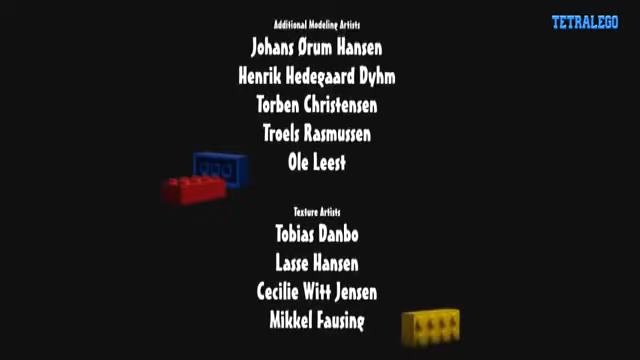 Additional Modeling Artists
TETRALEGO
Johans Ørum Hansen
Henrik Hedegaard Dyhm
Torben Christensen
Troels Rasmussen
Ole Leest
Texture Artists
Tobias Danbo
Lasse Hansen
Cecilie Witt Jensen
Mikkel Fausing